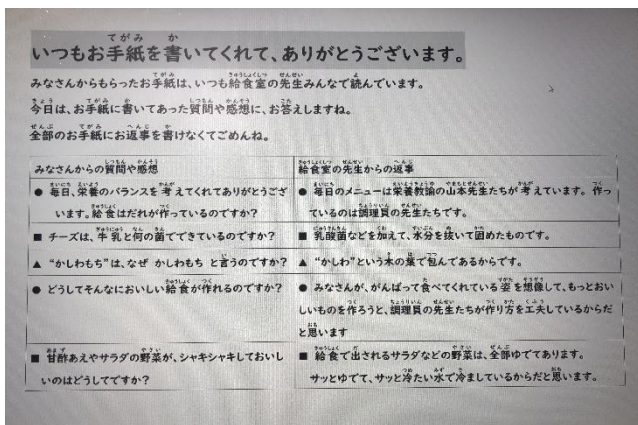 いつもお手紙を書いてくれて、ありがとうございます。
みなさんからもらったお手紙は、いつも給食室の先生みんなで読んでいます。
今日は、お手紙に書いてあった質問や感想に、お答えしますね。
全部のお手紙にお返事を書けなくてごめんね。
みなさんからの質問や感想
給食室の先生からの返事
● 毎日、栄養のバランスを考えてくれてありがとうござ
います。給食はだれが作っているのですか?
● 毎日のメニューは栄養教諭の山本先生たちが考えています。作っ
ているのは調理員の先生たちです。
■ チーズは、牛乳と何の菌でできているのですか?
■ 乳酸菌などを加えて、水分を抜いて固めたものです。
▲ “かしわもち”は、なぜ かしわもち と言うのですか?
▲ “かしわ”という木の葉で包んであるからです。
● どうしてそんなにおいしい給食が作れるのですか?
● みなさんが、がんばって食べてくれている姿を想像して、もっとおい
しいものを作ろうと、調理員の先生たちが作り方を工夫しているからだ
と思います
■ 甘酢あえやサラダの野菜が、シャキシャキしておいし
いのはどうしてですか?
■ 給食で出されるサラダなどの野菜は、全部ゆでてあります。
サッとゆでて、サッと冷たい水で冷ましているからだと思います。